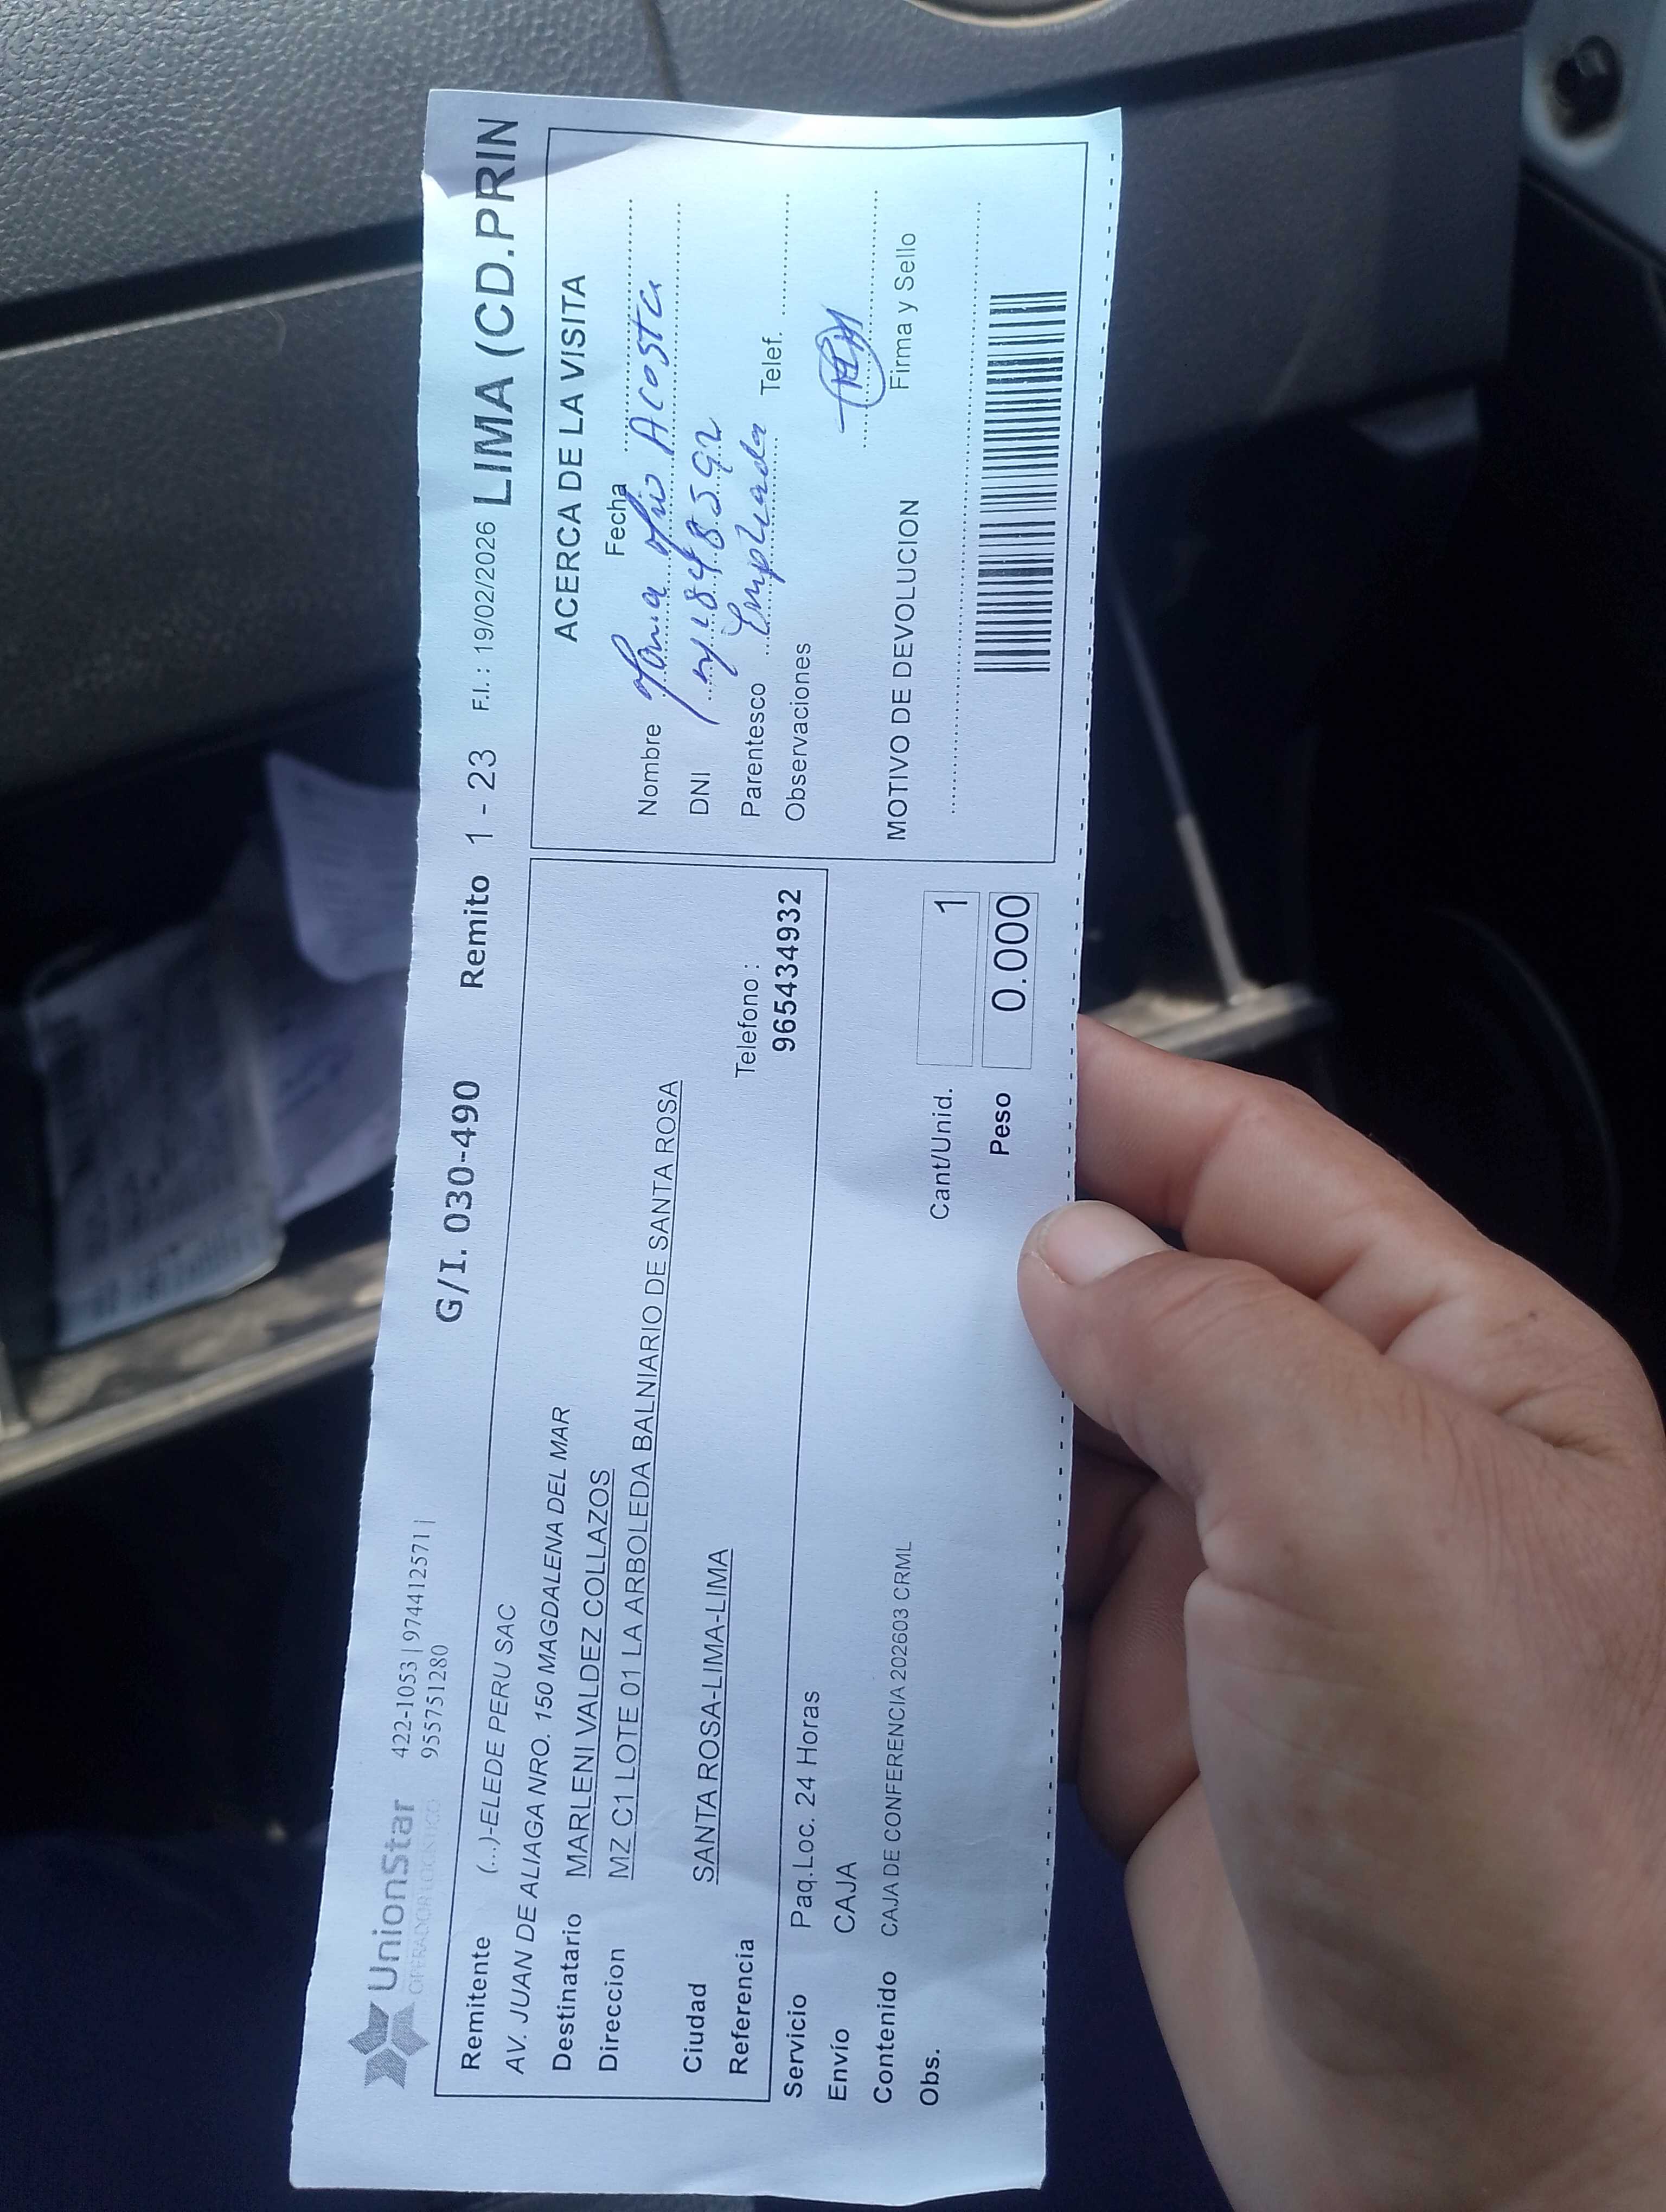 UnionStar 422-1053 | 974412571 |
OPERADOR LOGISTICO 955751280
G/I. 030-490 Remito 1 - 23 F.I.: 19/02/2026 LIMA (CD.PRIN
Remitente (...)-ELEDE PERU SAC
AV. JUAN DE ALIAGA NRO. 150 MAGDALENA DEL MAR
Destinatario MARLENI VALDEZ COLLAZOS
Direccion MZ C1 LOTE 01 LA ARBOLEDA BALNIARIO DE SANTA ROSA
Ciudad SANTA ROSA-LIMA-LIMA
Referencia
Telefono :
965434932
Servicio Paq.Loc. 24 Horas
Envío CAJA
Contenido CAJA DE CONFERENCIA 202603 CRML
Obs.
Cant/Unid. 1
Peso 0.000
ACERCA DE LA VISITA
Fecha
Nombre Acosta
DNI
Parentesco Empleada Telef.
Observaciones
Firma y Sello
MOTIVO DE DEVOLUCION